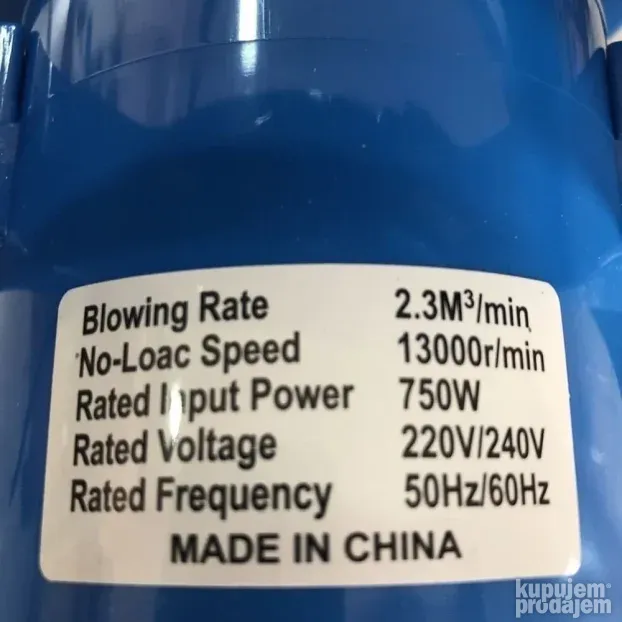 Blowing Rate 2.3M³/min
No-Loac Speed 13000r/min
Rated Input Power 750W
Rated Voltage 220V/240V
Rated Frequency 50Hz/60Hz
MADE IN CHINA
kupujem
prodajem